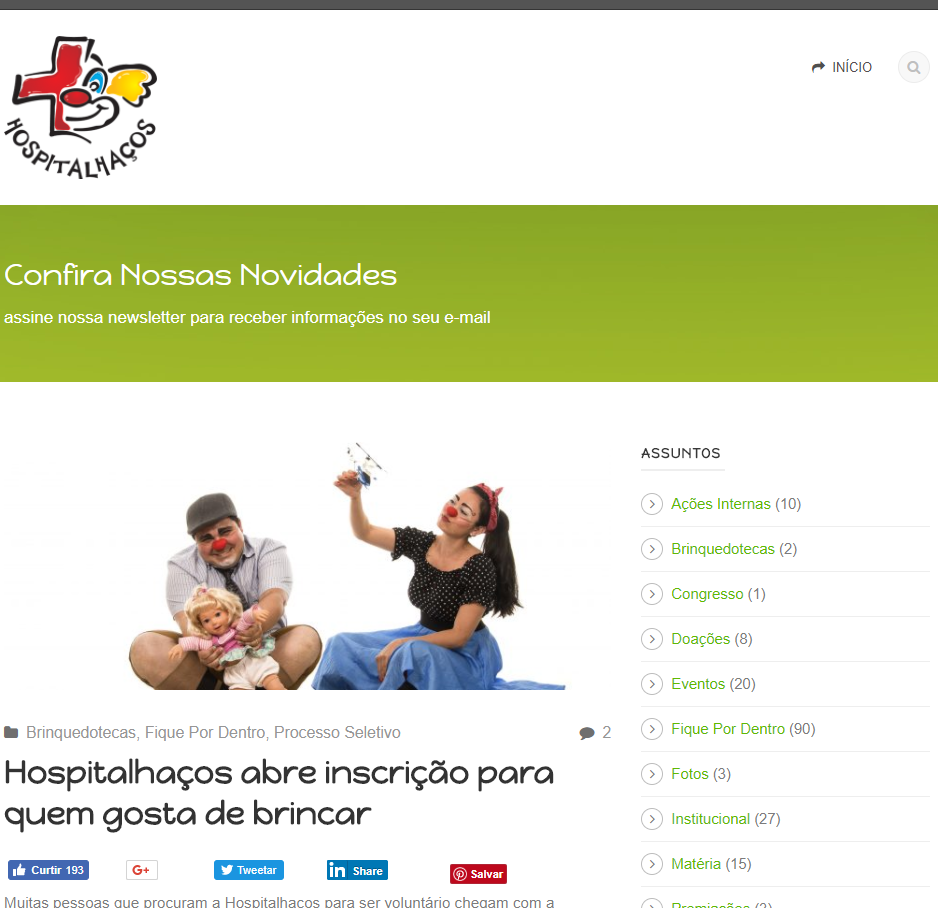 HOSPITALHAÇOS
INÍCIO
Confira Nossas Novidades
assine nossa newsletter para receber informações no seu e-mail
Brinquedotecas, Fique Por Dentro, Processo Seletivo
2
Hospitalhaços abre inscrição para
quem gosta de brincar
Curtir 193
G+
Tweetar
in Share
Salvar
Muitas pessoas que procuram a Hospitalhaços para ser voluntário chegam com a
ASSUNTOS
Ações Internas (10)
Brinquedotecas (2)
Congresso (1)
Doações (8)
Eventos (20)
Fique Por Dentro (90)
Fotos (3)
Institucional (27)
Matéria (15)
Premiações (3)